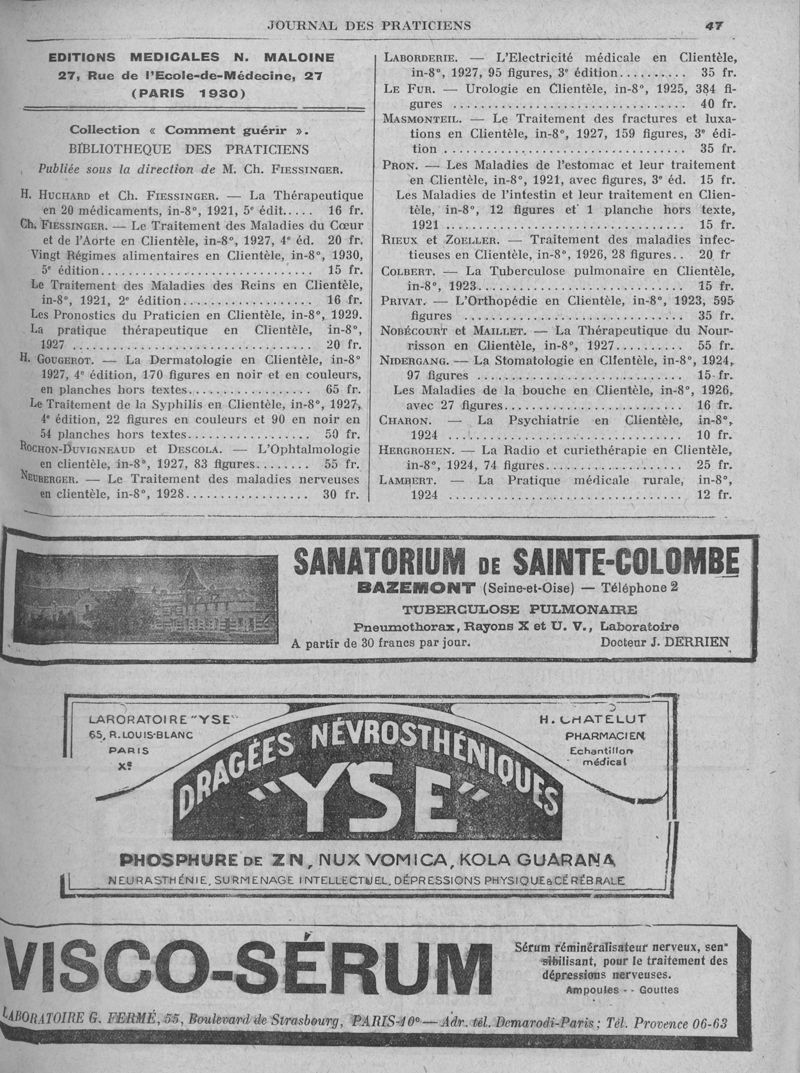 JOURNAL DES PRATICIENS 47
EDITIONS MEDICALES N. MALOINE
27, Rue de l'Ecole-de-Médecine, 27
(PARIS 1930)
Collection « Comment guérir ».
BIBLIOTHEQUE DES PRATICIENS
Publiée sous la direction de M. Ch. FIESSINGER.
H. HUCHARD et Ch. FIESSINGER. — La Thérapeutique
en 20 médicaments, in-8°, 1921, 5e édit..... 16 fr.
Ch. FIESSINGER. — Le Traitement des Maladies du Cœur
et de l'Aorte en Clientèle, in-8°, 1927, 4e éd. 20 fr.
Vingt Régimes alimentaires en Clientèle, in-8°, 1930,
5e édition.............................. 15 fr.
Le Traitement des Maladies des Reins en Clientèle,
in-8°, 1921, 2e édition................... 16 fr.
Les Pronostics du Praticien en Clientèle, in-8°, 1929.
La pratique thérapeutique en Clientèle, in-8°,
1927 .................................. 20 fr.
H. GOUGEROT. — La Dermatologie en Clientèle, in-8°
1927, 4e édition, 170 figures en noir et en couleurs,
en planches hors textes................... 65 fr.
Le Traitement de la Syphilis en Clientèle, in-8°, 1927,
4e édition, 22 figures en couleurs et 90 en noir en
54 planches hors textes................... 50 fr.
ROCHON-DUVIGNEAUD et DESCOLA. — L'Ophtalmologie
en clientèle, in-8°, 1927, 83 figures........ 55 fr.
NEUBERGER. — Le Traitement des maladies nerveuses
en clientèle, in-8°, 1928................... 30 fr.
LABORDERIE. — L'Electricité médicale en Clientèle,
in-8°, 1927, 95 figures, 3e édition.......... 35 fr.
LE FUR. — Urologie en Clientèle, in-8°, 1925, 384 fi-
gures .................................. 40 fr.
MASMONTEIL. — Le Traitement des fractures et luxa-
tions en Clientèle, in-8°, 1927, 159 figures, 3e édi-
tion .................................. 35 fr.
PRON. — Les Maladies de l'estomac et leur traitement
en Clientèle, in-8°, 1921, avec figures, 3e éd. 15 fr.
Les Maladies de l'intestin et leur traitement en Clien-
tèle, in-8°, 12 figures et 1 planche hors texte,
1921 .................................. 15 fr.
RIEUX et ZOELLER. — Traitement des maladies infec-
tieuses en Clientèle, in-8°, 1926, 28 figures.. 20 fr
COLBERT. — La Tuberculose pulmonaire en Clientèle,
in-8°, 1923.............................. 15 fr.
PRIVAT. — L'Orthopédie en Clientèle, in-8°, 1923, 595
figures ................................ 35 fr.
NOBÉCOURT et MAILLET. — La Thérapeutique du Nour-
risson en Clientèle, in-8°, 1927.......... 55 fr.
NIDERGANG. — La Stomatologie en Clientèle, in-8°, 1924,
97 figures .............................. 15 fr.
Les Maladies de la bouche en Clientèle, in-8°, 1926,
avec 27 figures.......................... 16 fr.
CHARON. — La Psychiatrie en Clientèle, in-8°,
1924 .................................. 10 fr.
HERGROHEN. — La Radio et curiethérapie en Clientèle,
in-8°, 1924, 74 figures.................... 25 fr.
LAMBERT. — La Pratique médicale rurale, in-8°,
1924 .................................. 12 fr.
SANATORIUM DE SAINTE-COLOMBE
BAZEMONT (Seine-et-Oise) — Téléphone 2
TUBERCULOSE PULMONAIRE
Pneumothorax, Rayons X et U. V., Laboratoire
A partir de 30 francs par jour. Docteur J. DERRIEN
LARORATOIRE "YSE"
65, R. LOUIS-BLANC
PARIS
Xe
H. CHATELUT
PHARMACIEN
Echantillon
médical
DRAGÉES NÉVROSTHÉNIQUES
"YSE"
PHOSPHURE DE ZN, NUX VOMICA, KOLA GUARANA
NEURASTHÉNIE, SURMENAGE INTELLECTUEL, DÉPRESSIONS PHYSIQUE & CÉRÉBRALE
VISCO-SÉRUM
Sérum réminéralisateur nerveux, sen-
sibilisant, pour le traitement des
dépressions nerveuses.
Ampoules - - Gouttes
LABORATOIRE G. FERMÉ, 55, Boulevard de Strasbourg, PARIS-10e — Adr. tél. Demarodi-Paris; Tél. Provence 06-63